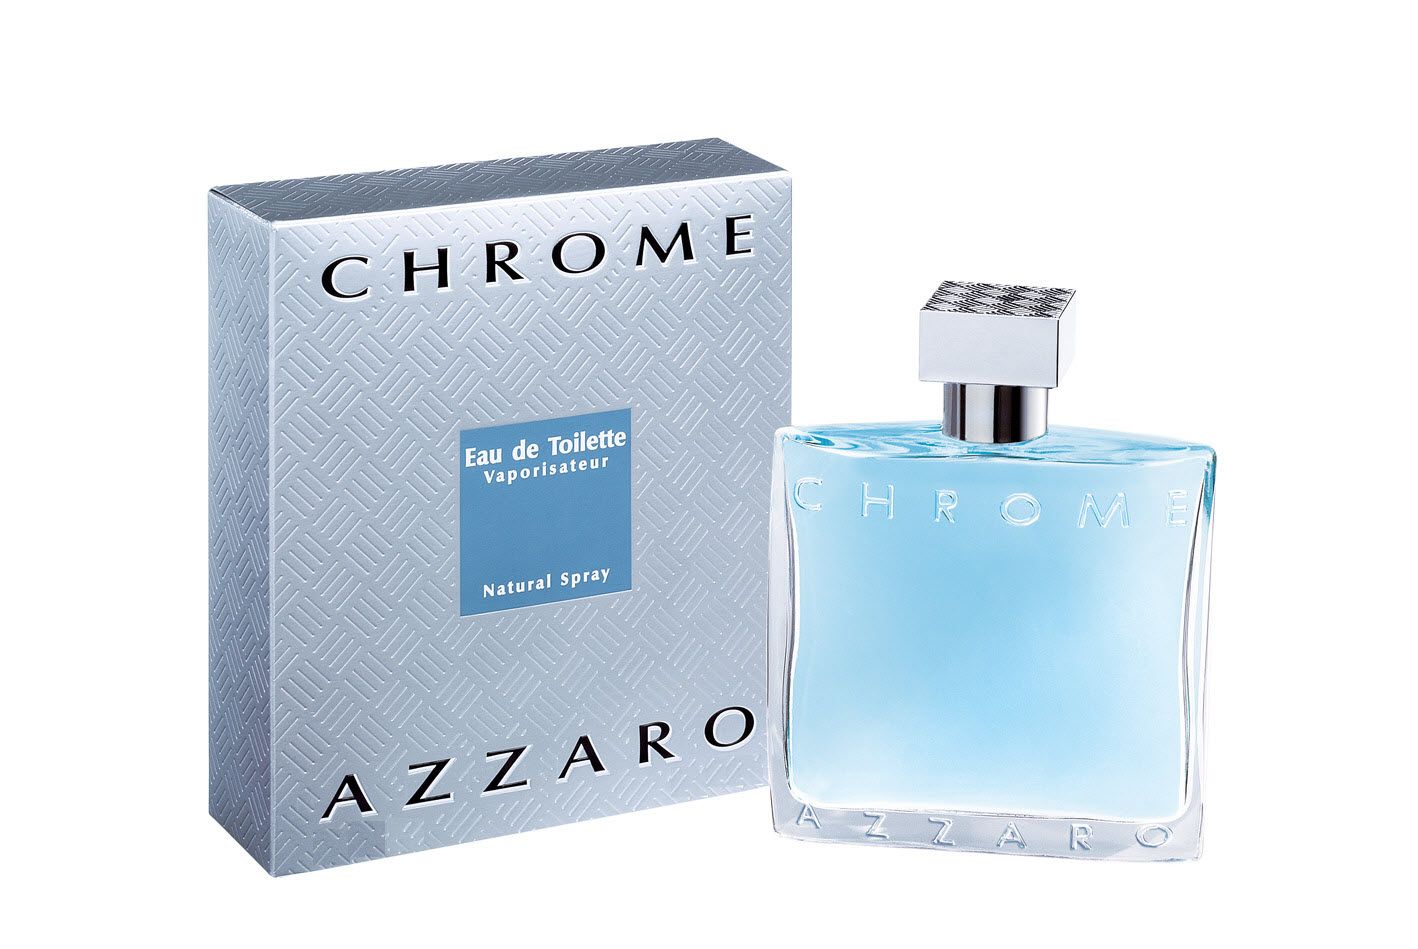 CHROME
Eau de Toilette
Vaporisateur
Natural Spray
AZZARO
CHROME
AZZARO